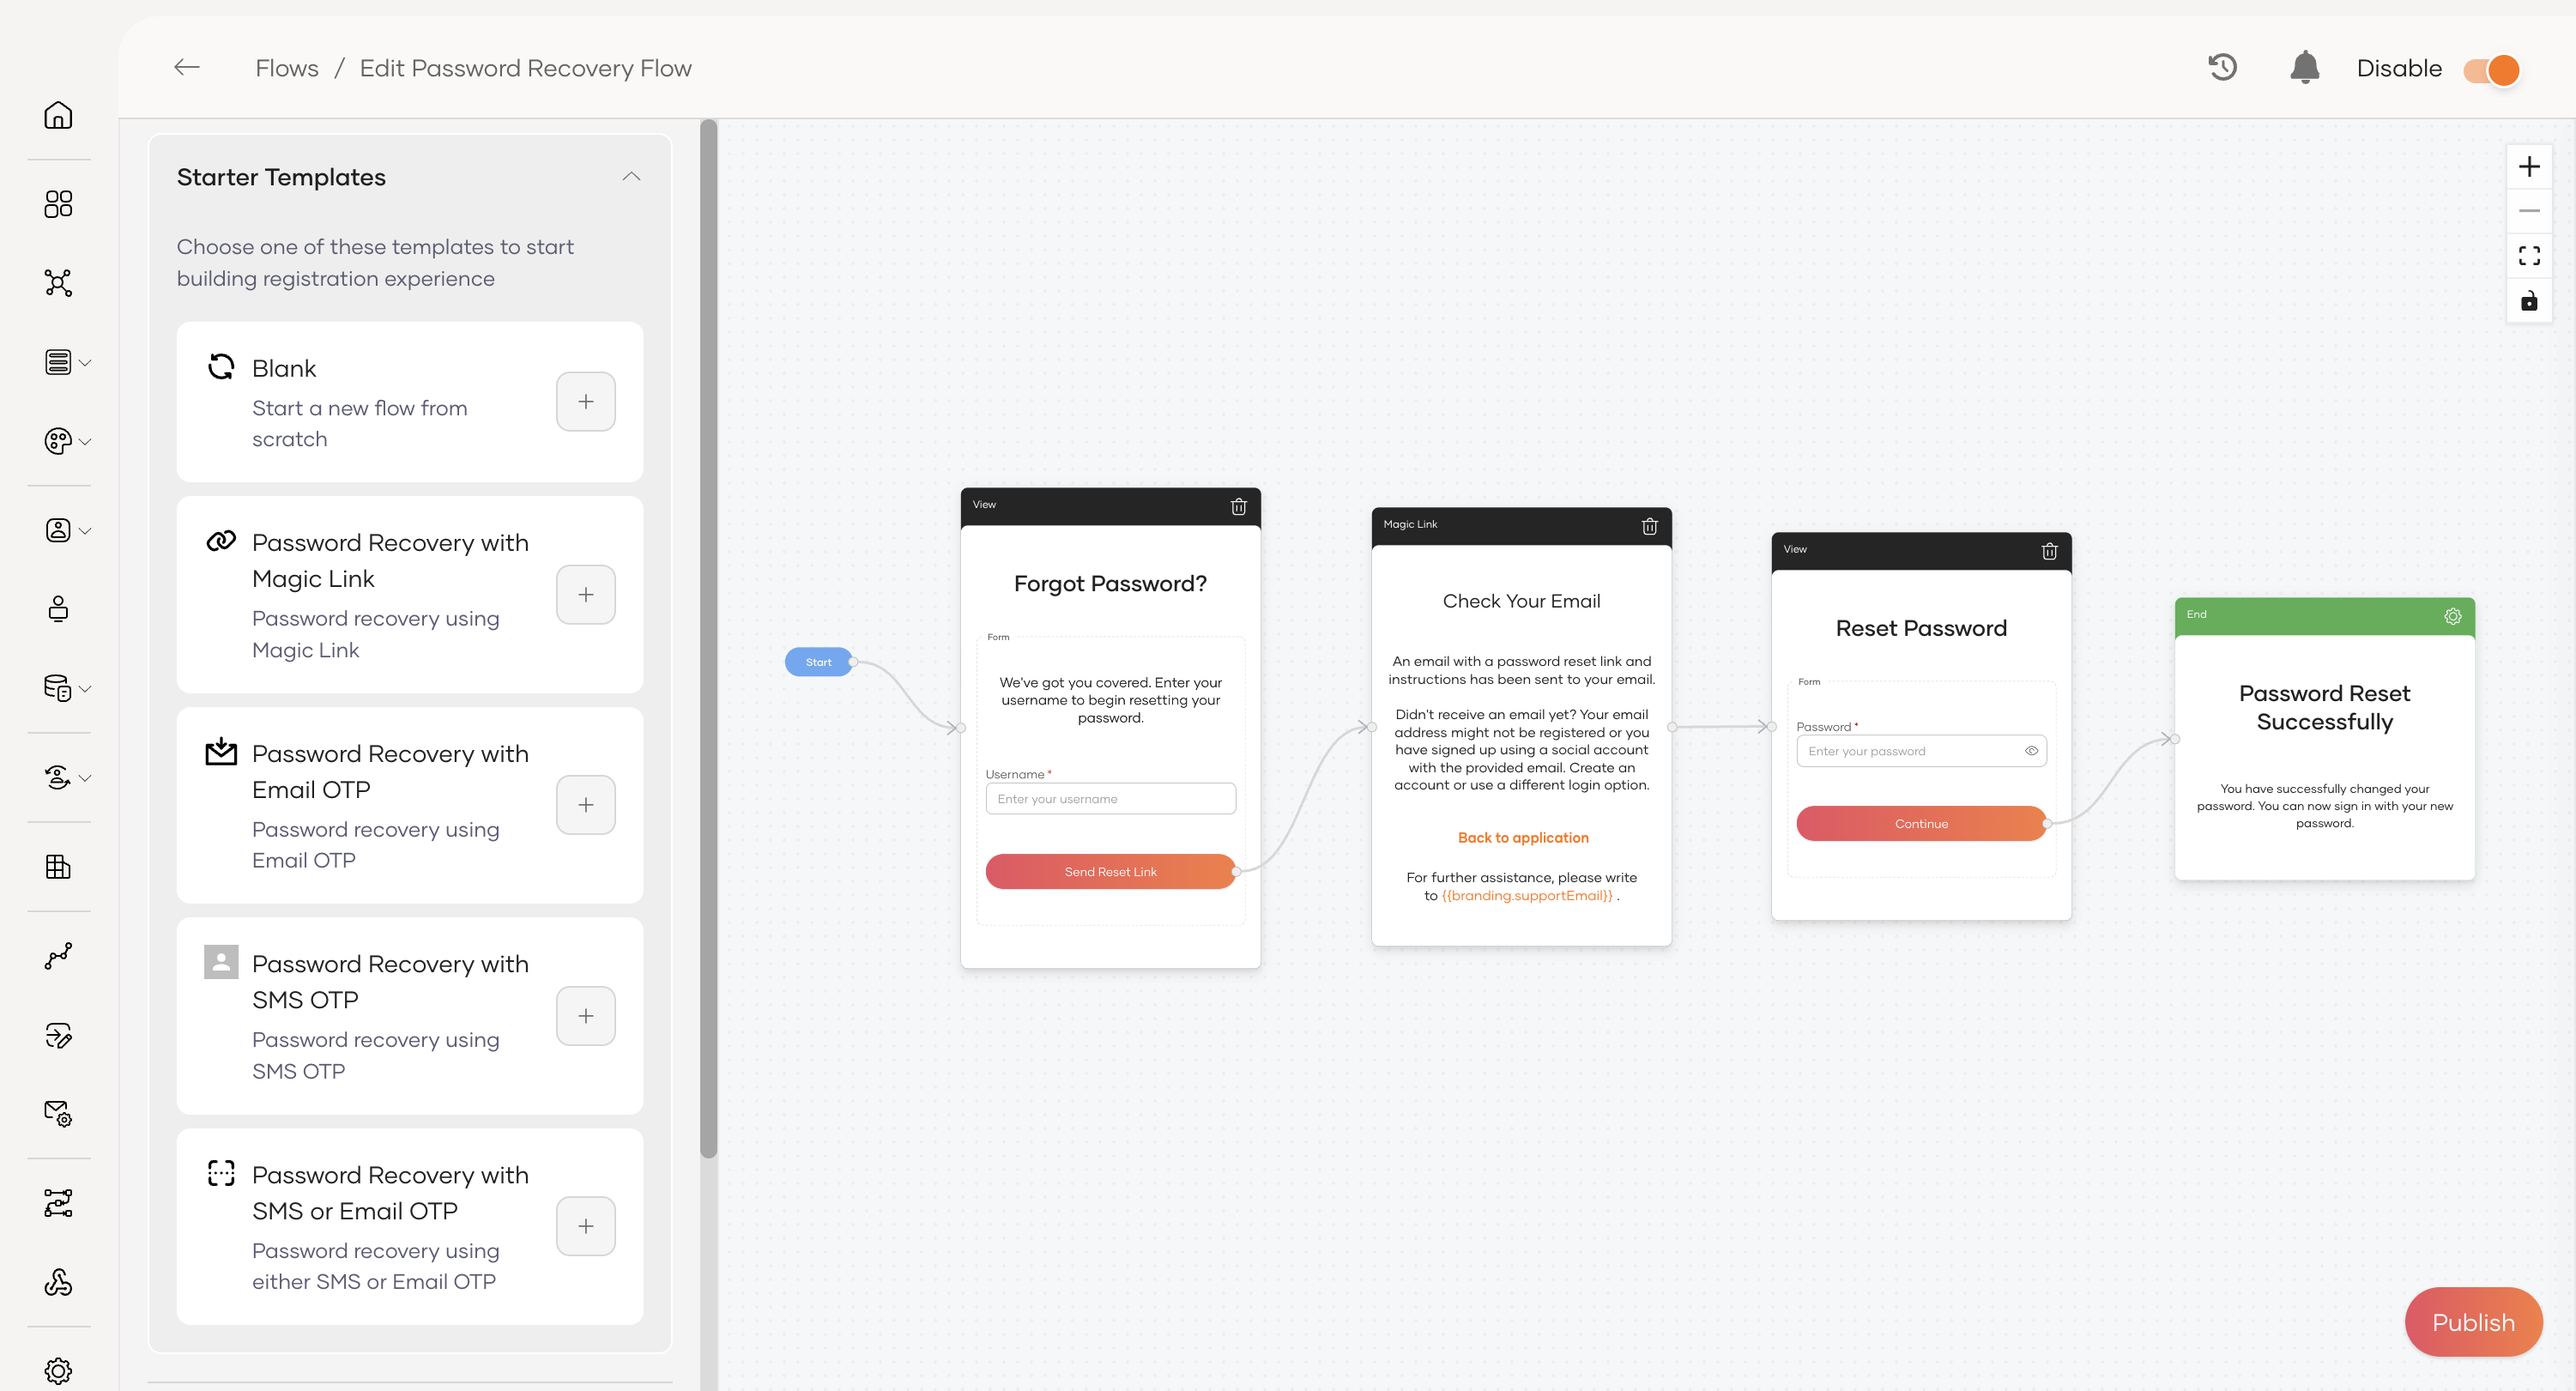 Flows / Edit Password Recovery Flow
Disable
Starter Templates
Choose one of these templates to start
building registration experience
Blank
Start a new flow from
scratch
Password Recovery with
Magic Link
Password recovery using
Magic Link
Password Recovery with
Email OTP
Password recovery using
Email OTP
Password Recovery with
SMS OTP
Password recovery using
SMS OTP
Password Recovery with
SMS or Email OTP
Password recovery using
either SMS or Email OTP
Start
View
Forgot Password?
Form
We've got you covered. Enter your
username to begin resetting your
password.
Username *
Enter your username
Send Reset Link
Magic Link
Check Your Email
An email with a password reset link and
instructions has been sent to your email.
Didn't receive an email yet? Your email
address might not be registered or you
have signed up using a social account
with the provided email. Create an
account or use a different login option.
Back to application
For further assistance, please write
to {{branding.supportEmail}} .
View
Reset Password
Form
Password *
Enter your password
Continue
End
Password Reset
Successfully
You have successfully changed your
password. You can now sign in with your new
password.
Publish